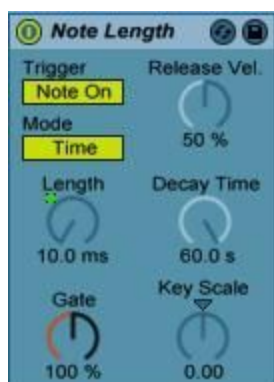 Note Length
Trigger
Note On
Release Vel.
50 %
Mode
Time
Length
10.0 ms
Decay Time
60.0 s
Gate
100 %
Key Scale
0.00